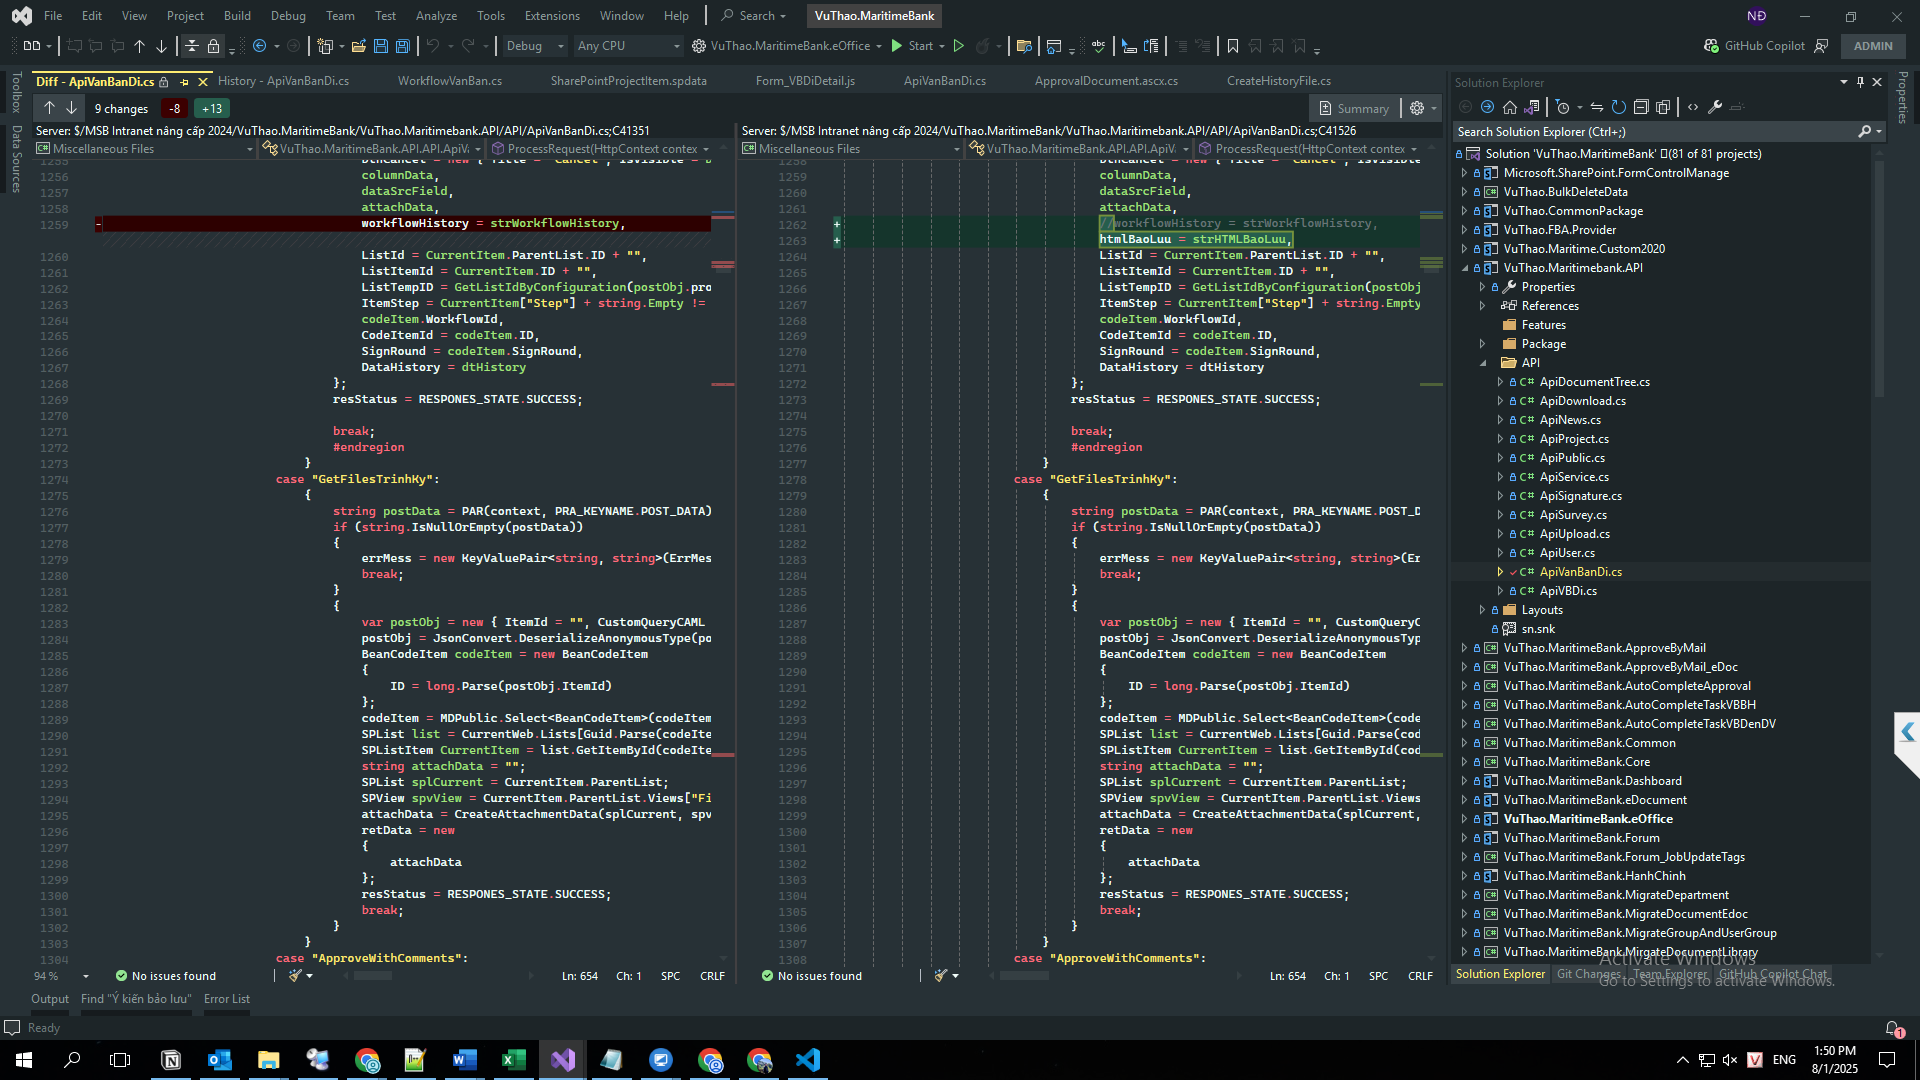 File Edit View Project Build Debug Team Test Analyze Tools Extensions Window Help Search VuThao.MaritimeBank NĐ
Debug Any CPU VuThao.MaritimeBank.eOffice Start GitHub Copilot ADMIN
Toolbox
Data Sources
Diff - ApiVanBanDi.cs History - ApiVanBanDi.cs WorkflowVanBan.cs SharePointProjectItem.spdata Form_VBDiDetail.js ApiVanBanDi.cs ApprovalDocument.ascx.cs CreateHistoryFile.cs
9 changes -8 +13 Summary
Server: $/MSB Intranet nâng cấp 2024/VuThao.MaritimeBank/VuThao.Maritimebank.API/API/ApiVanBanDi.cs;C41351
Miscellaneous Files VuThao.MaritimeBank.API.API.ApiV ProcessRequest(HttpContext contex
1256 columnData,
1257 dataSrcField,
1258 attachData,
1259 - workflowHistory = strWorkflowHistory,
1260 ListId = CurrentItem.ParentList.ID + "",
1261 ListItemId = CurrentItem.ID + "",
1262 ListTempID = GetListIdByConfiguration(postObj.pro
1263 ItemStep = CurrentItem["Step"] + string.Empty !=
1264 codeItem.WorkflowId,
1265 CodeItemId = codeItem.ID,
1266 SignRound = codeItem.SignRound,
1267 DataHistory = dtHistory
1268 };
1269 resStatus = RESPONES_STATE.SUCCESS;
1270
1271 break;
1272 #endregion
1273 }
1274 case "GetFilesTrinhKy":
1275 {
1276 string postData = PAR(context, PRA_KEYNAME.POST_DATA)
1277 if (string.IsNullOrEmpty(postData))
1278 {
1279 errMess = new KeyValuePair<string, string>(ErrMes
1280 break;
1281 }
1282 {
1283 var postObj = new { ItemId = "", CustomQueryCAML
1284 postObj = JsonConvert.DeserializeAnonymousType(po
1285 BeanCodeItem codeItem = new BeanCodeItem
1286 {
1287 ID = long.Parse(postObj.ItemId)
1288 };
1289 codeItem = MDPublic.Select<BeanCodeItem>(codeItem
1290 SPList list = CurrentWeb.Lists[Guid.Parse(codeIte
1291 SPListItem CurrentItem = list.GetItemById(codeIte
1292 string attachData = "";
1293 SPList splCurrent = CurrentItem.ParentList;
1294 SPView spvView = CurrentItem.ParentList.Views["Fi
1295 attachData = CreateAttachmentData(splCurrent, spv
1296 retData = new
1297 {
1298 attachData
1299 };
1300 resStatus = RESPONES_STATE.SUCCESS;
1301 break;
1302 }
1303 }
1304 case "ApproveWithComments":
94 % No issues found Ln: 654 Ch: 1 SPC CRLF
Server: $/MSB Intranet nâng cấp 2024/VuThao.MaritimeBank/VuThao.Maritimebank.API/API/ApiVanBanDi.cs;C41526
Miscellaneous Files VuThao.MaritimeBank.API.API.ApiV ProcessRequest(HttpContext contex
1259 columnData,
1260 dataSrcField,
1261 attachData,
1262 + //workflowHistory = strWorkflowHistory,
1263 + htmlBaoLuu = strHTMLBaoLuu,
1264 ListId = CurrentItem.ParentList.ID + "",
1265 ListItemId = CurrentItem.ID + "",
1266 ListTempID = GetListIdByConfiguration(postObj
1267 ItemStep = CurrentItem["Step"] + string.Empty
1268 codeItem.WorkflowId,
1269 CodeItemId = codeItem.ID,
1270 SignRound = codeItem.SignRound,
1271 DataHistory = dtHistory
1272 };
1273 resStatus = RESPONES_STATE.SUCCESS;
1274
1275 break;
1276 #endregion
1277 }
1278 case "GetFilesTrinhKy":
1279 {
1280 string postData = PAR(context, PRA_KEYNAME.POST_D
1281 if (string.IsNullOrEmpty(postData))
1282 {
1283 errMess = new KeyValuePair<string, string>(Er
1284 break;
1285 }
1286 {
1287 var postObj = new { ItemId = "", CustomQueryC
1288 postObj = JsonConvert.DeserializeAnonymousTyp
1289 BeanCodeItem codeItem = new BeanCodeItem
1290 {
1291 ID = long.Parse(postObj.ItemId)
1292 };
1293 codeItem = MDPublic.Select<BeanCodeItem>(code
1294 SPList list = CurrentWeb.Lists[Guid.Parse(cod
1295 SPListItem CurrentItem = list.GetItemById(cod
1296 string attachData = "";
1297 SPList splCurrent = CurrentItem.ParentList;
1298 SPView spvView = CurrentItem.ParentList.Views
1299 attachData = CreateAttachmentData(splCurrent,
1300 retData = new
1301 {
1302 attachData
1303 };
1304 resStatus = RESPONES_STATE.SUCCESS;
1305 break;
1306 }
1307 }
1308 case "ApproveWithComments":
No issues found Ln: 654 Ch: 1 SPC CRLF
Solution Explorer
Search Solution Explorer (Ctrl+;)
Solution 'VuThao.MaritimeBank' (81 of 81 projects)
Microsoft.SharePoint.FormControlManage
VuThao.BulkDeleteData
VuThao.CommonPackage
VuThao.FBA.Provider
VuThao.Maritime.Custom2020
VuThao.Maritimebank.API
Properties
References
Features
Package
API
ApiDocumentTree.cs
ApiDownload.cs
ApiNews.cs
ApiProject.cs
ApiPublic.cs
ApiService.cs
ApiSignature.cs
ApiSurvey.cs
ApiUpload.cs
ApiUser.cs
ApiVanBanDi.cs
ApiVBDi.cs
Layouts
sn.snk
VuThao.MaritimeBank.ApproveByMail
VuThao.MaritimeBank.ApproveByMail_eDoc
VuThao.MaritimeBank.AutoCompleteApproval
VuThao.MaritimeBank.AutoCompleteTaskVBBH
VuThao.MaritimeBank.AutoCompleteTaskVBDenDV
VuThao.MaritimeBank.Common
VuThao.MaritimeBank.Core
VuThao.MaritimeBank.Dashboard
VuThao.MaritimeBank.eDocument
VuThao.MaritimeBank.eOffice
VuThao.MaritimeBank.Forum
VuThao.MaritimeBank.Forum_JobUpdateTags
VuThao.MaritimeBank.HanhChinh
VuThao.MaritimeBank.MigrateDepartment
VuThao.MaritimeBank.MigrateDocumentEdoc
VuThao.MaritimeBank.MigrateGroupAndUserGroup
VuThao.MaritimeBank.MigrateDocumentLibrary
Solution Explorer Git Changes Team Explorer GitHub Copilot Chat
Activate Windows
Go to Settings to activate Windows.
Properties
Output Find "Ý kiến bảo lưu" Error List
Ready
1
ENG
1:50 PM
8/1/2025